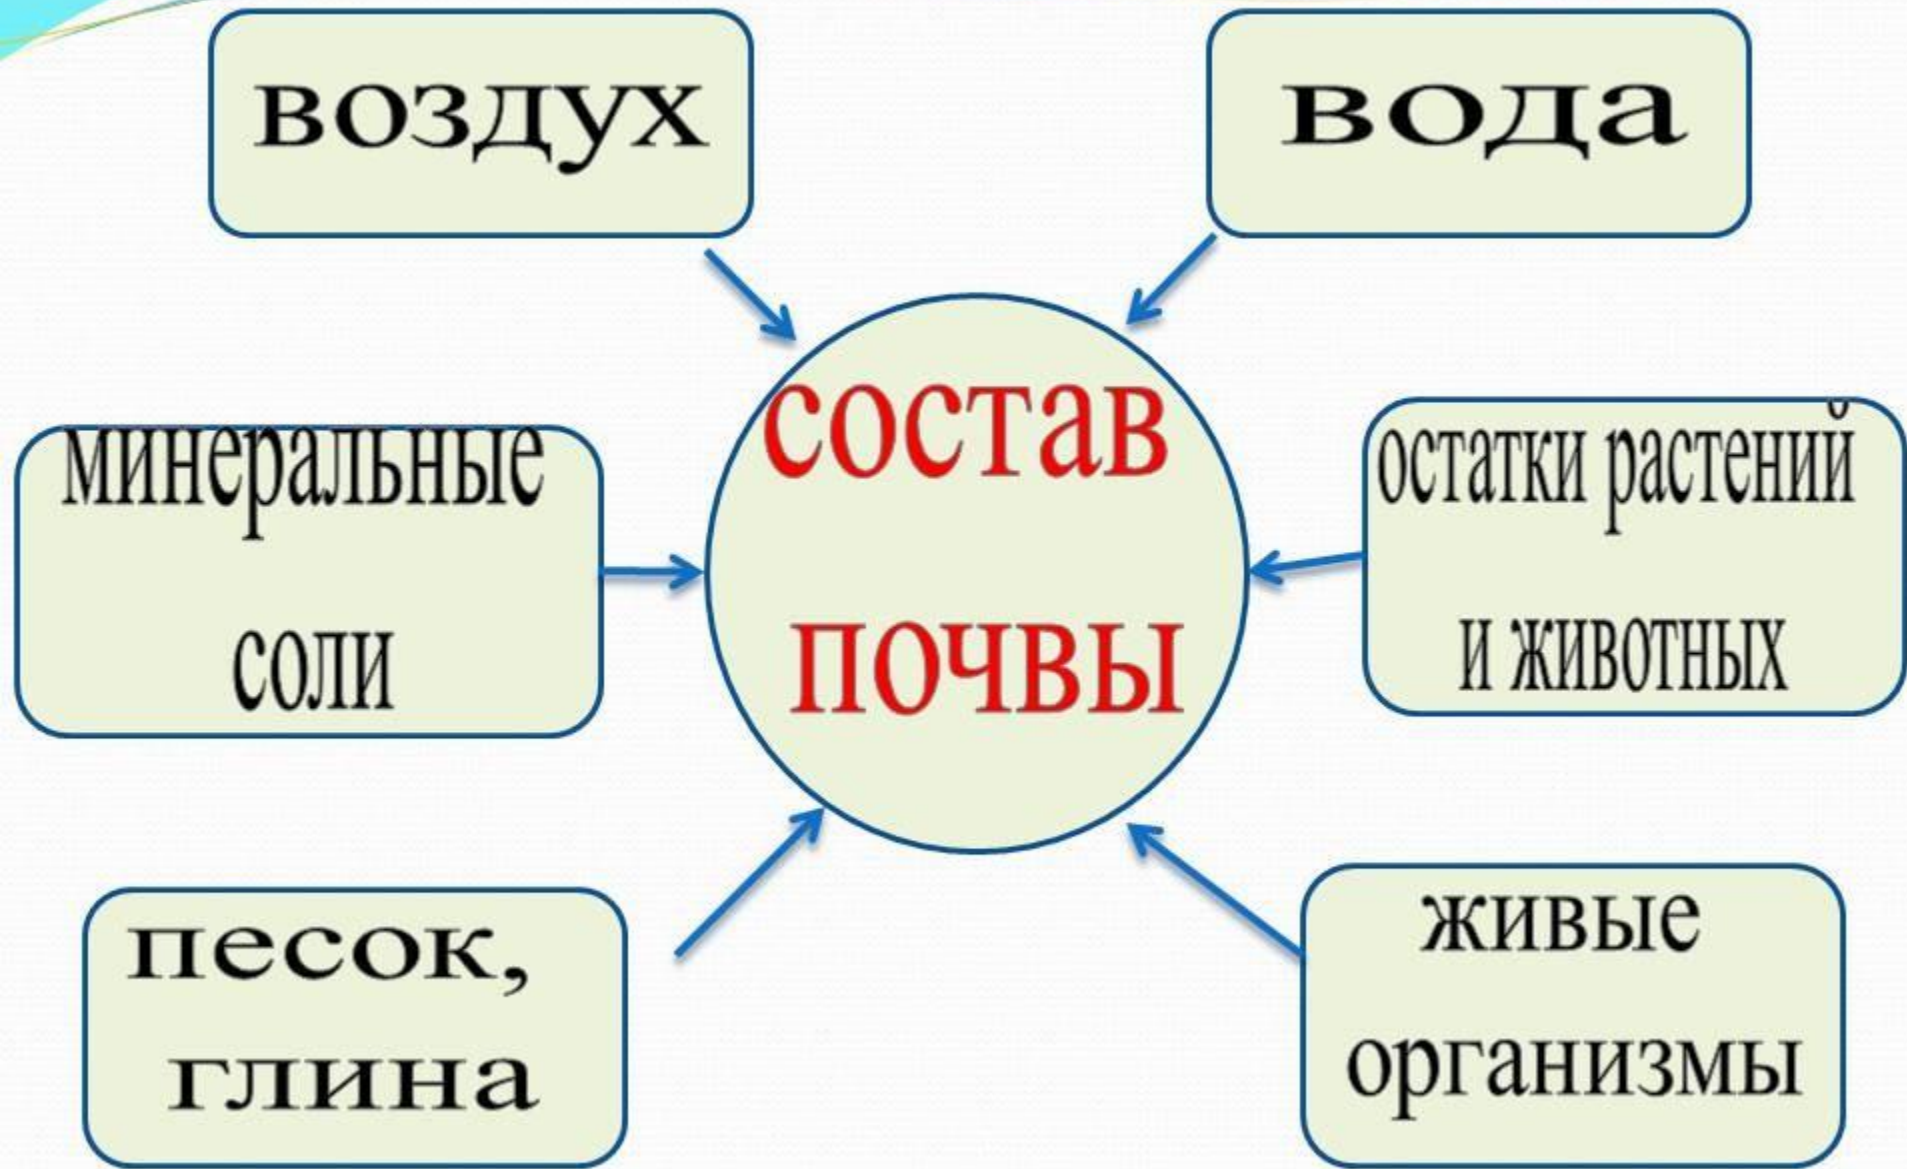 воздух
вода
состав
почвы
минеральные
соли
остатки растений
и животных
песок,
глина
живые
организмы